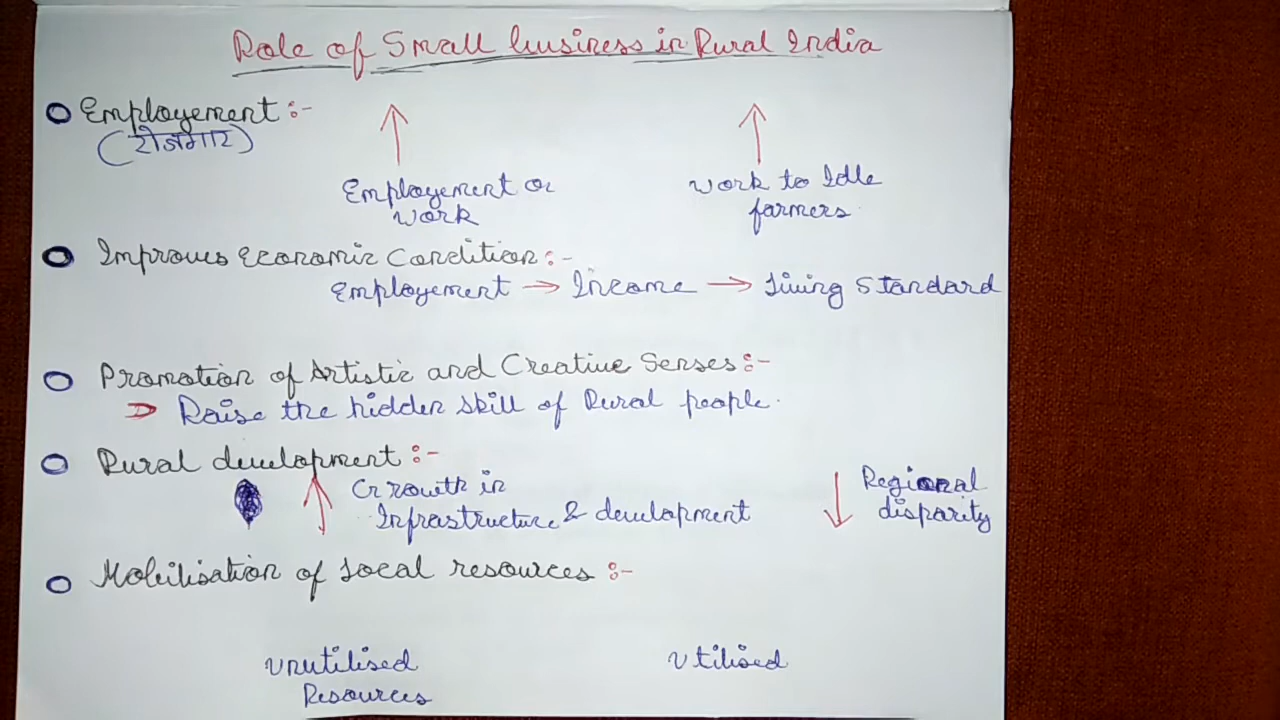 Role of Small business in Rural India
Employement :-
(रोजगार)
↑ ↑
Employement or work to Idle
work farmers
Improves Economic Condition :-
Employement → Income → Living Standard
Promotion of Artistic and Creative Senses :-
⇒ Raise the hidden skill of Rural people.
Rural development :-
↑ Growth in ↓ Regional
Infrastructure & development disparity
Mobilisation of Local resources :-
Unutilised Utilised
Resources